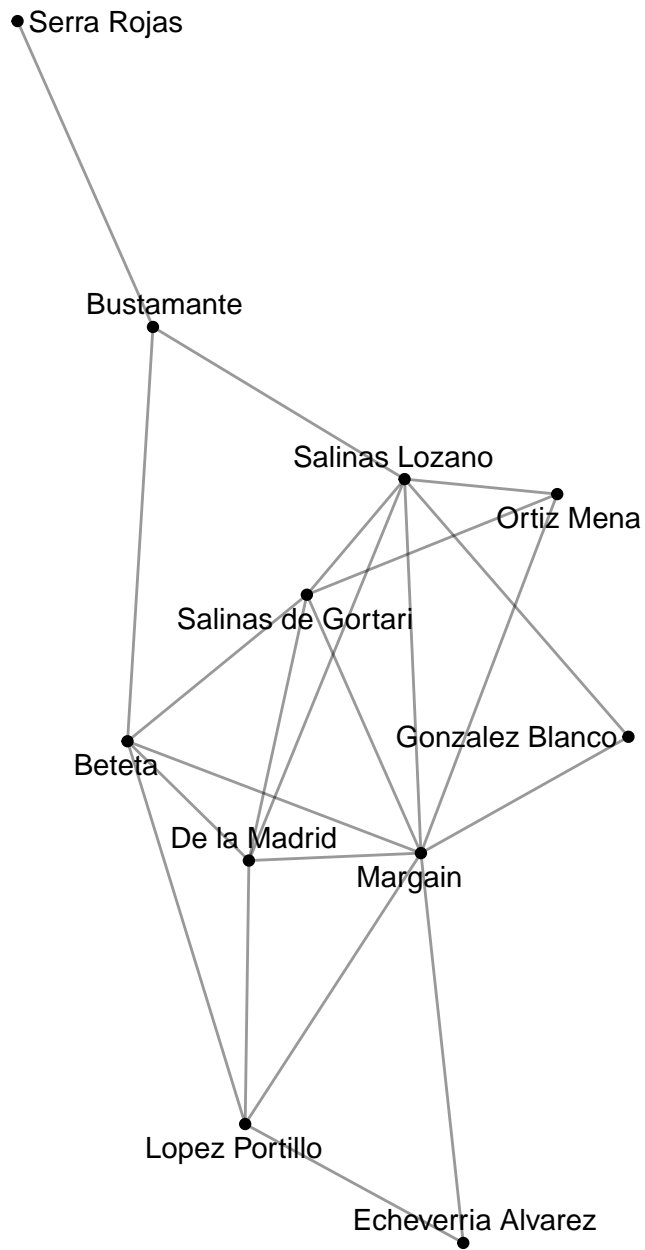 Serra Rojas
Bustamante
Salinas Lozano
Ortiz Mena
Salinas de Gortari
Gonzalez Blanco
Beteta
De la Madrid
Margain
Lopez Portillo
Echeverria Alvarez